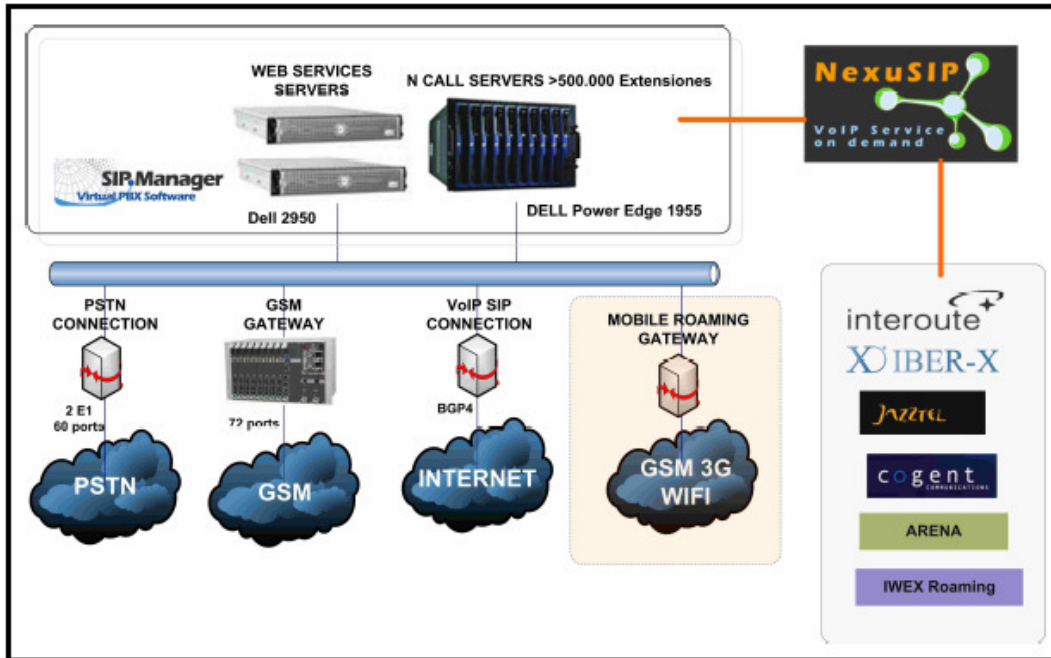 WEB SERVICES
SERVERS
N CALL SERVERS >500.000 Extensiones
SIP.Manager
Virtual PBX Software
Dell 2950
DELL Power Edge 1955
NexuSIP
VoIP Service
on demand
PSTN
CONNECTION
GSM
GATEWAY
VoIP SIP
CONNECTION
MOBILE ROAMING
GATEWAY
2 E1
60 ports
72 ports
BGP4
PSTN
GSM
INTERNET
GSM 3G
WIFI
interoute
IBER-X
JAZZTEL
cogent
COMMUNICATIONS
ARENA
IWEX Roaming